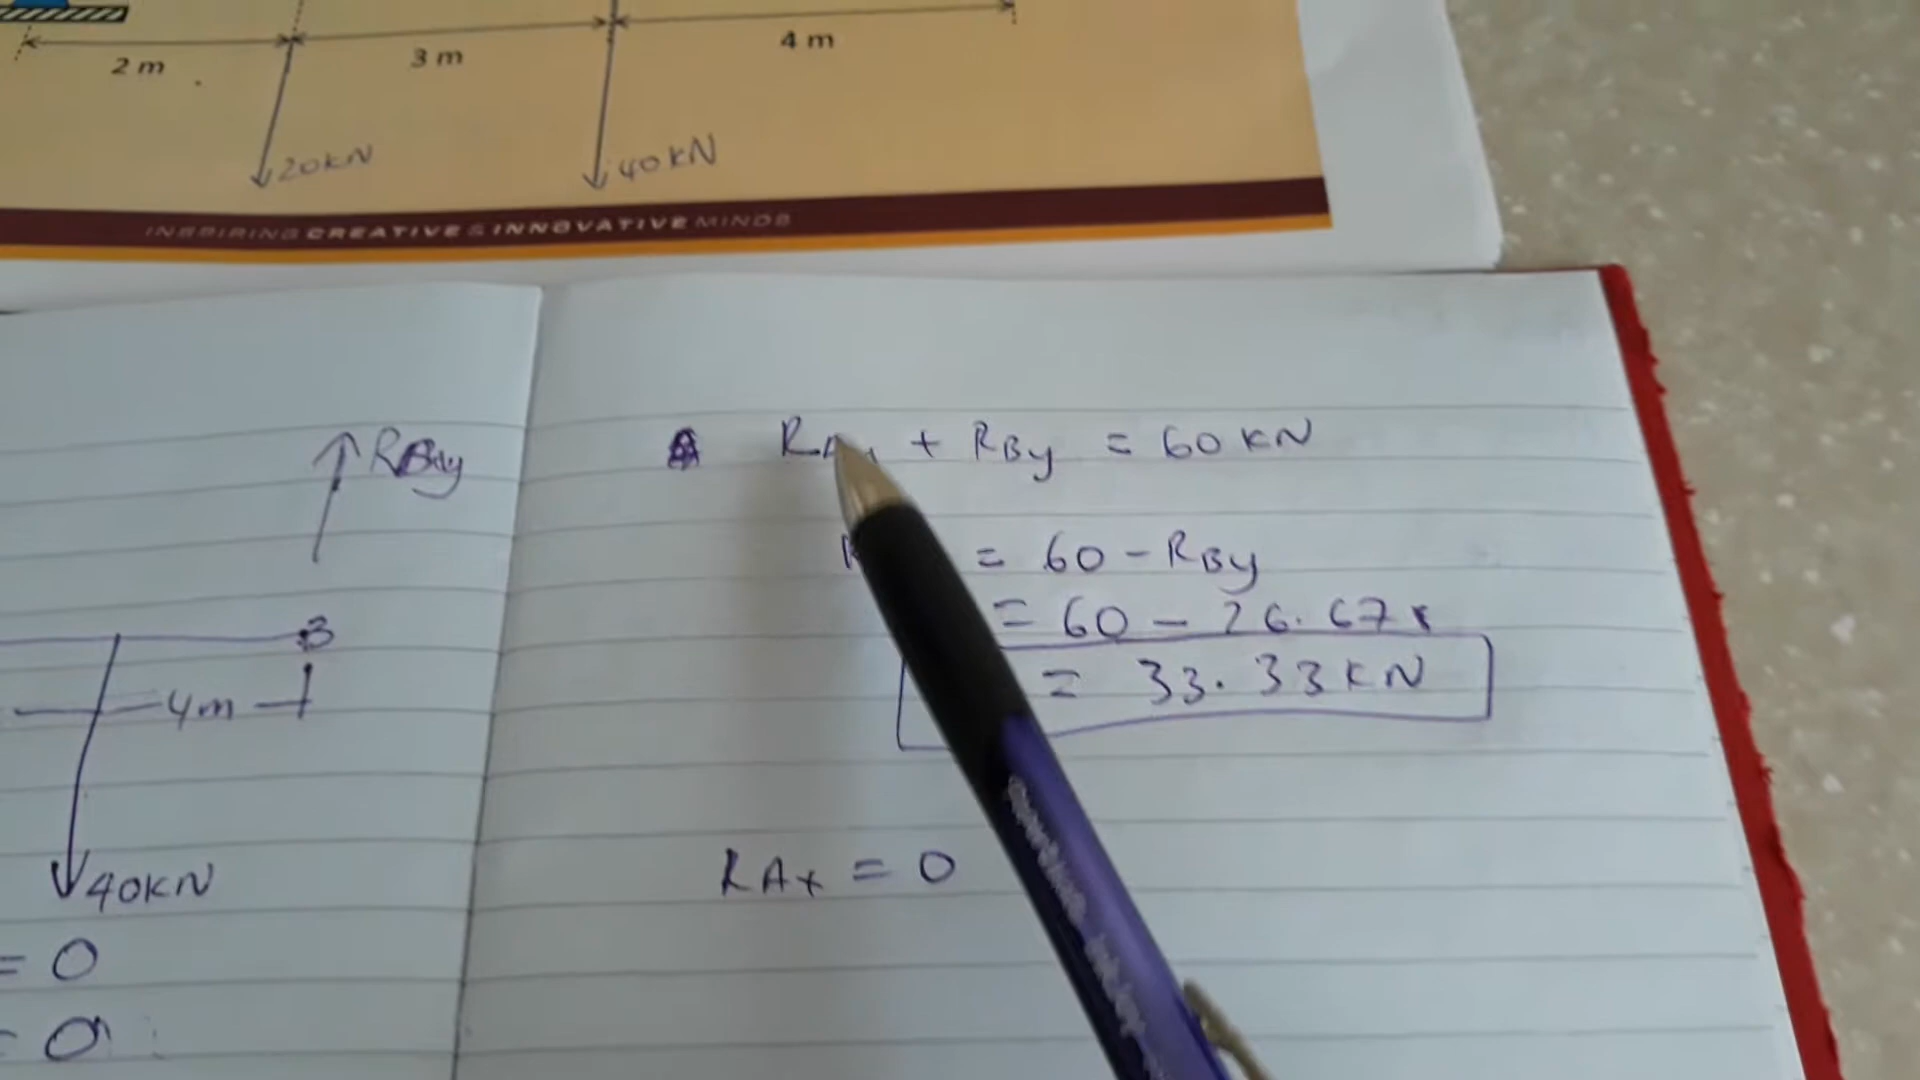 2 m 3 m 4 m
20KN 40KN
INSPIRING CREATIVE & INNOVATIVE MINDS
RBy
B
4m
40KN
= 0
= 0
+ RBy = 60 KN
= 60 - RBy
= 60 - 26.67
= 33.33 KN
RAx = 0